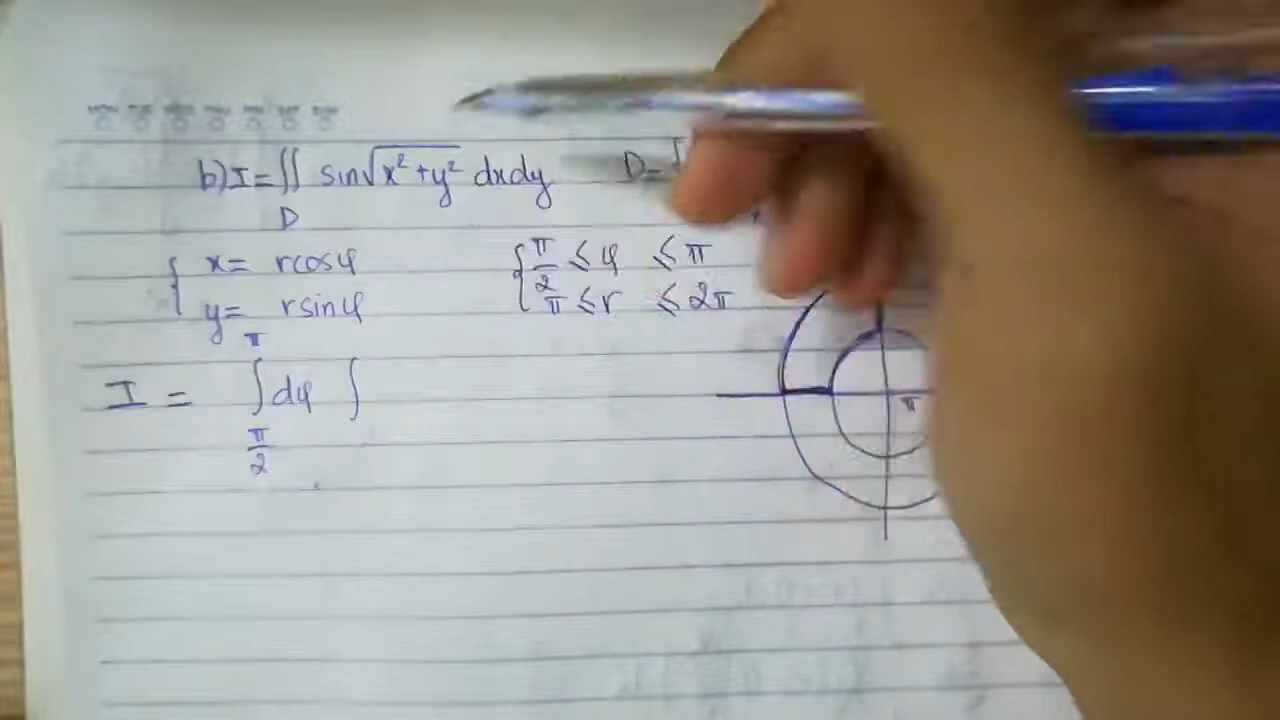 b) I = ∬ sin√x² + y² dxdy D =
D
{ x = rcosφ
y = rsinφ
{ π/2 ≤ φ ≤ π
π ≤ r ≤ 2π
I = ∫ dφ ∫
π
π/2
π